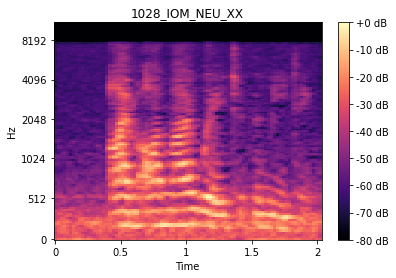 1028_IOM_NEU_XX
+0 dB
8192
-10 dB
4096
-20 dB
-30 dB
2048
-40 dB
Hz
1024
-50 dB
512
-60 dB
-70 dB
0
-80 dB
0 0.5 1 1.5 2
Time